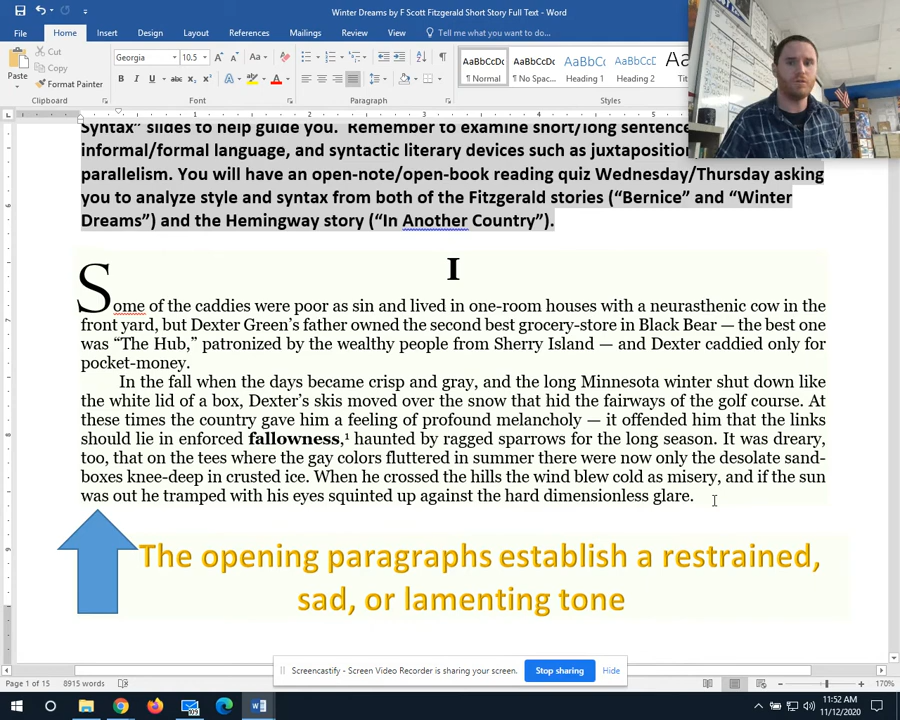 Winter Dreams by F Scott Fitzgerald Short Story Full Text - Word
File Home Insert Draw Design Layout References Mailings Review View Tell me what you want to do...
Paste
Cut
Copy
Format Painter
Clipboard
Georgia 10.5
Font
Paragraph
AaBbCcDc AaBbCcDc AaBbCc AaBbCcD
¶ Normal ¶ No Spac... Heading 1 Heading 2
Styles
Syntax” slides to help guide you. Remember to examine short/long sentence
informal/formal language, and syntactic literary devices such as juxtapositio
parallelism. You will have an open-note/open-book reading quiz Wednesday/Thursday asking
you to analyze style and syntax from both of the Fitzgerald stories (“Bernice” and “Winter
Dreams”) and the Hemingway story (“In Another Country”).
I
Some of the caddies were poor as sin and lived in one-room houses with a neurasthenic cow in the
front yard, but Dexter Green’s father owned the second best grocery-store in Black Bear — the best one
was “The Hub,” patronized by the wealthy people from Sherry Island — and Dexter caddied only for
pocket-money.
In the fall when the days became crisp and gray, and the long Minnesota winter shut down like
the white lid of a box, Dexter’s skis moved over the snow that hid the fairways of the golf course. At
these times the country gave him a feeling of profound melancholy — it offended him that the links
should lie in enforced fallowness,¹ haunted by ragged sparrows for the long season. It was dreary,
too, that on the tees where the gay colors fluttered in summer there were now only the desolate sand-
boxes knee-deep in crusted ice. When he crossed the hills the wind blew cold as misery, and if the sun
was out he tramped with his eyes squinted up against the hard dimensionless glare.
The opening paragraphs establish a restrained,
sad, or lamenting tone
Screencastify - Screen Video Recorder is sharing your screen. Stop sharing Hide
Page 1 of 15 8915 words 170%
11:52 AM
11/12/2020